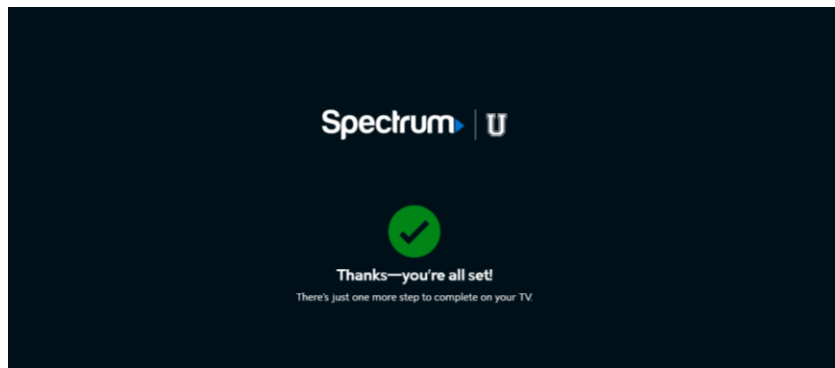 Spectrum U
Thanks—you're all set!
There's just one more step to complete on your TV.